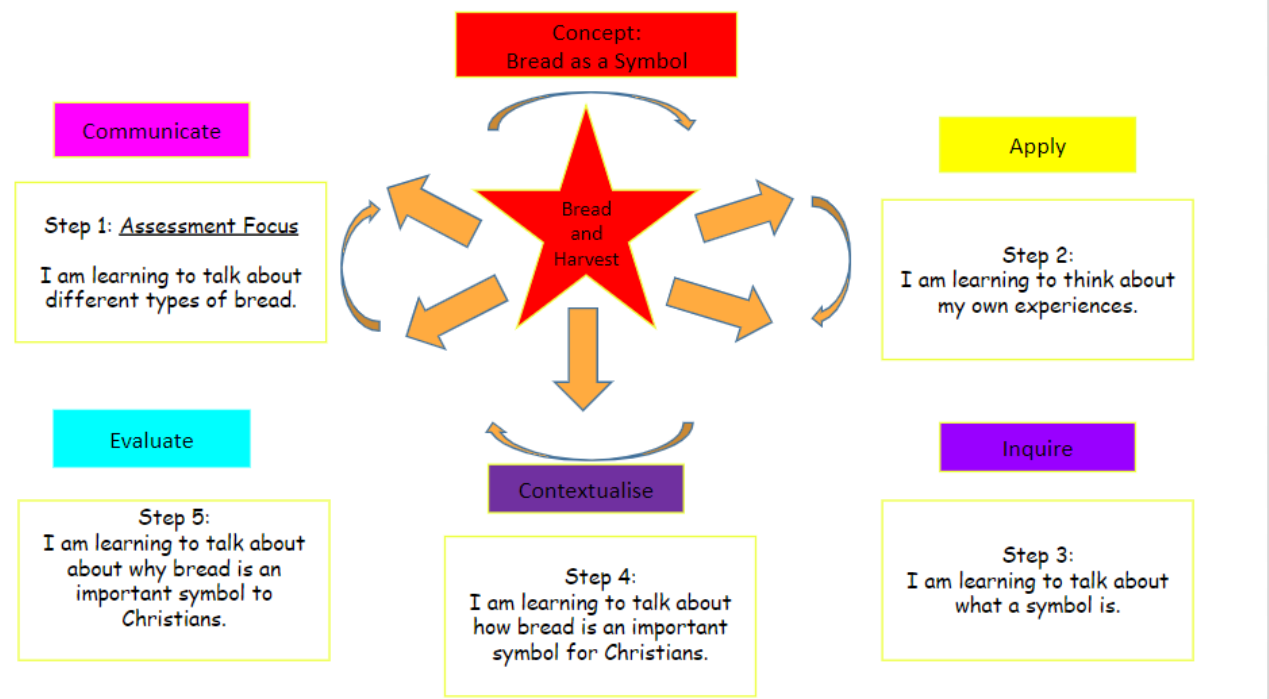 Concept:
Bread as a Symbol
Communicate
Step 1: Assessment Focus
I am learning to talk about
different types of bread.
Bread
and
Harvest
Apply
Step 2:
I am learning to think about
my own experiences.
Inquire
Step 3:
I am learning to talk about
what a symbol is.
Contextualise
Step 4:
I am learning to talk about
how bread is an important
symbol for Christians.
Evaluate
Step 5:
I am learning to talk about
about why bread is an
important symbol to
Christians.